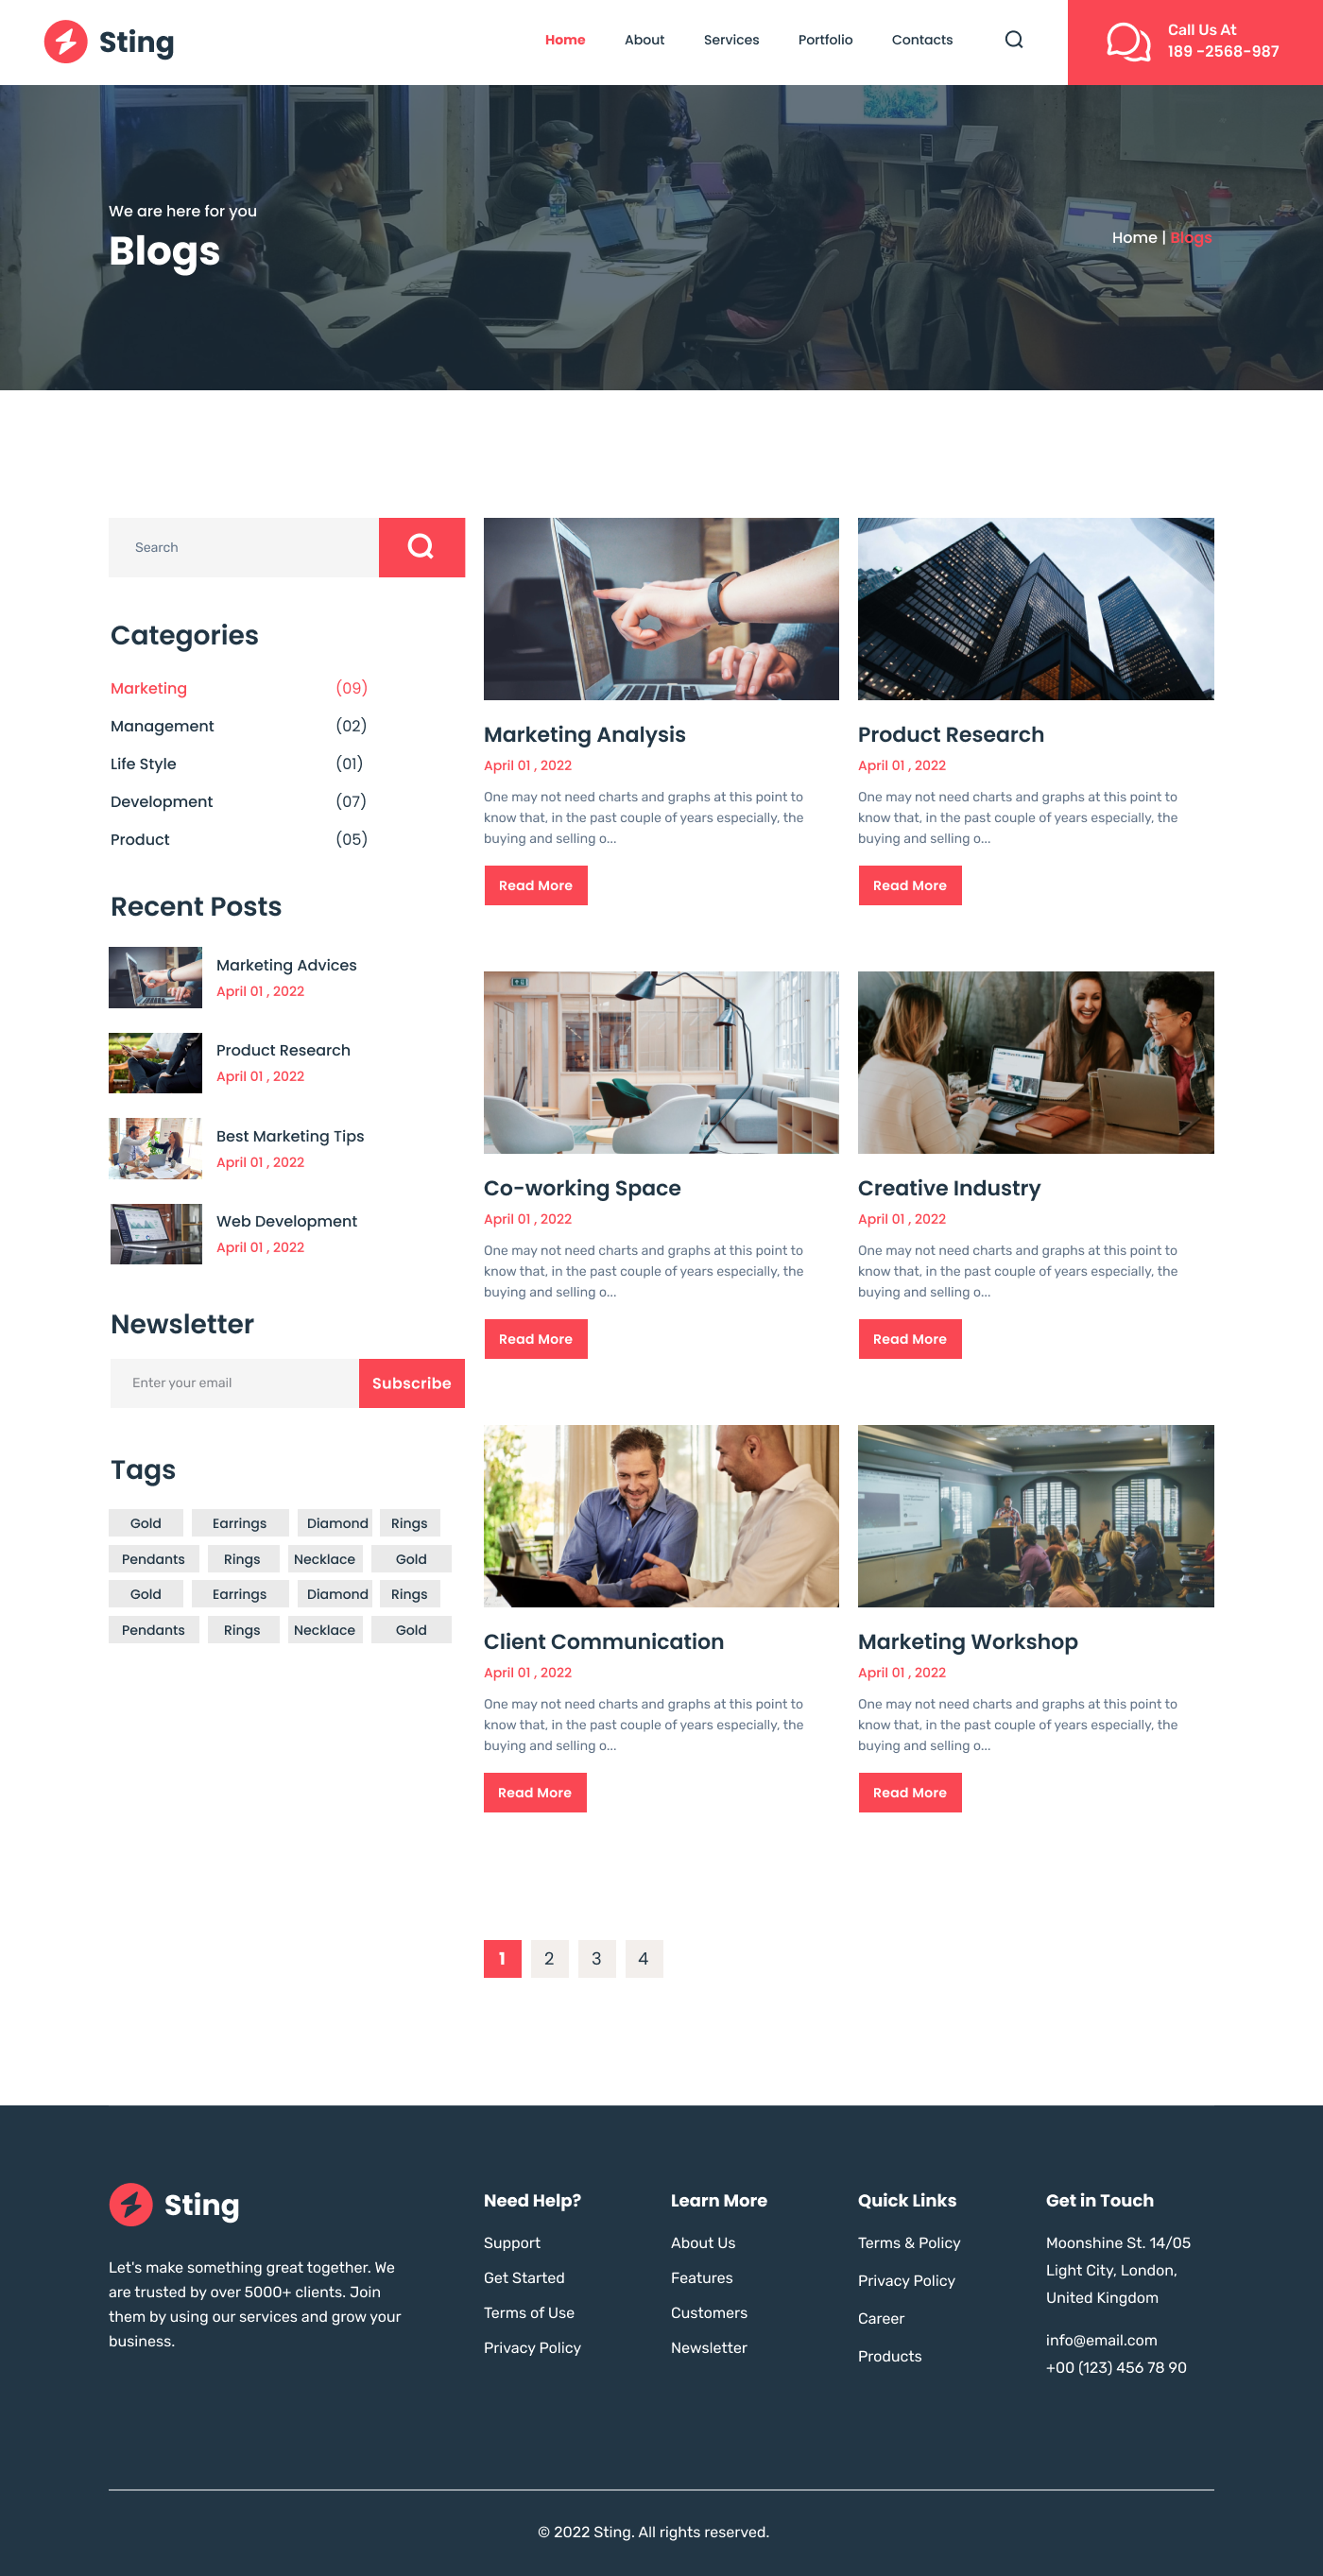 Sting
Home
About
Services
Portfolio
Contacts
Call Us At
189 -2568-987
We are here for you
Blogs
Home | Blogs
Search
Categories
Marketing (09)
Management (02)
Life Style (01)
Development (07)
Product (05)
Recent Posts
Marketing Advices
April 01 , 2022
Product Research
April 01 , 2022
Best Marketing Tips
April 01 , 2022
Web Development
April 01 , 2022
Newsletter
Enter your email
Subscribe
Tags
Gold Earrings Diamond Rings
Pendants Rings Necklace Gold
Gold Earrings Diamond Rings
Pendants Rings Necklace Gold
Marketing Analysis
April 01 , 2022
One may not need charts and graphs at this point to
know that, in the past couple of years especially, the
buying and selling o...
Read More
Product Research
April 01 , 2022
One may not need charts and graphs at this point to
know that, in the past couple of years especially, the
buying and selling o...
Read More
Co-working Space
April 01 , 2022
One may not need charts and graphs at this point to
know that, in the past couple of years especially, the
buying and selling o...
Read More
Creative Industry
April 01 , 2022
One may not need charts and graphs at this point to
know that, in the past couple of years especially, the
buying and selling o...
Read More
Client Communication
April 01 , 2022
One may not need charts and graphs at this point to
know that, in the past couple of years especially, the
buying and selling o...
Read More
Marketing Workshop
April 01 , 2022
One may not need charts and graphs at this point to
know that, in the past couple of years especially, the
buying and selling o...
Read More
1 2 3 4
Sting
Let's make something great together. We
are trusted by over 5000+ clients. Join
them by using our services and grow your
business.
Need Help?
Support
Get Started
Terms of Use
Privacy Policy
Learn More
About Us
Features
Customers
Newsletter
Quick Links
Terms & Policy
Privacy Policy
Career
Products
Get in Touch
Moonshine St. 14/05
Light City, London,
United Kingdom
info@email.com
+00 (123) 456 78 90
© 2022 Sting. All rights reserved.